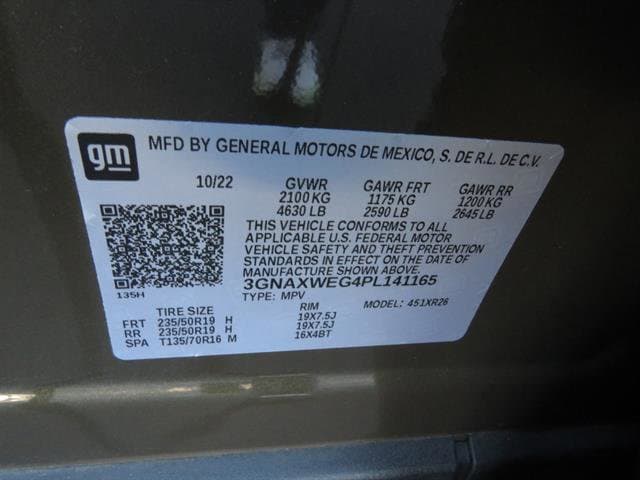 gm
MFD BY GENERAL MOTORS DE MEXICO, S. DE R.L. DE C.V.
10/22 GVWR GAWR FRT GAWR RR
2100 KG 1175 KG 1200 KG
4630 LB 2590 LB 2645 LB
THIS VEHICLE CONFORMS TO ALL
APPLICABLE U.S. FEDERAL MOTOR
VEHICLE SAFETY AND THEFT PREVENTION
STANDARDS IN EFFECT ON THE DATE OF
MANUFACTURE SHOWN ABOVE.
3GNAXWEG4PL141165
135H TYPE: MPV MODEL: 451XR26
TIRE SIZE RIM
FRT 235/50R19 H 19X7.5J
RR 235/50R19 H 19X7.5J
SPA T135/70R16 M 16X4BT